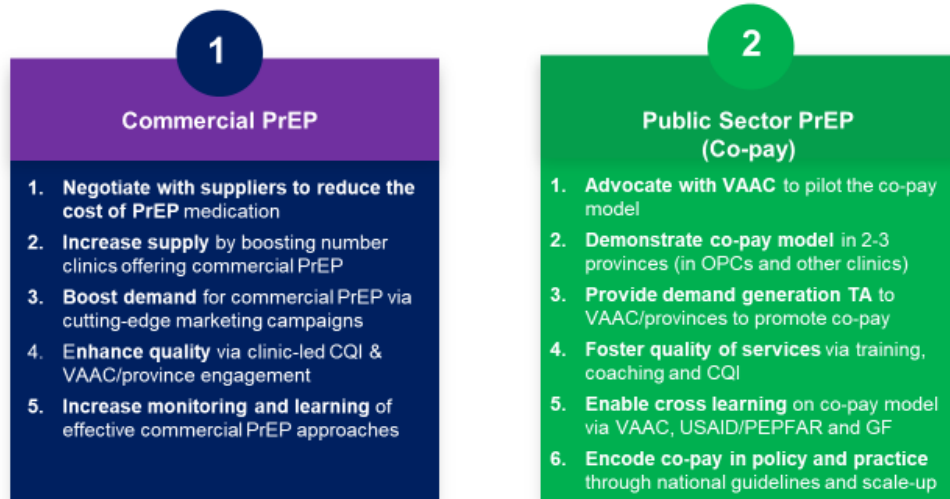 1
Commercial PrEP
1. Negotiate with suppliers to reduce the
cost of PrEP medication
2. Increase supply by boosting number
clinics offering commercial PrEP
3. Boost demand for commercial PrEP via
cutting-edge marketing campaigns
4. Enhance quality via clinic-led CQI &
VAAC/province engagement
5. Increase monitoring and learning of
effective commercial PrEP approaches
2
Public Sector PrEP
(Co-pay)
1. Advocate with VAAC to pilot the co-pay
model
2. Demonstrate co-pay model in 2-3
provinces (in OPCs and other clinics)
3. Provide demand generation TA to
VAAC/provinces to promote co-pay
4. Foster quality of services via training,
coaching and CQI
5. Enable cross learning on co-pay model
via VAAC, USAID/PEPFAR and GF
6. Encode co-pay in policy and practice
through national guidelines and scale-up